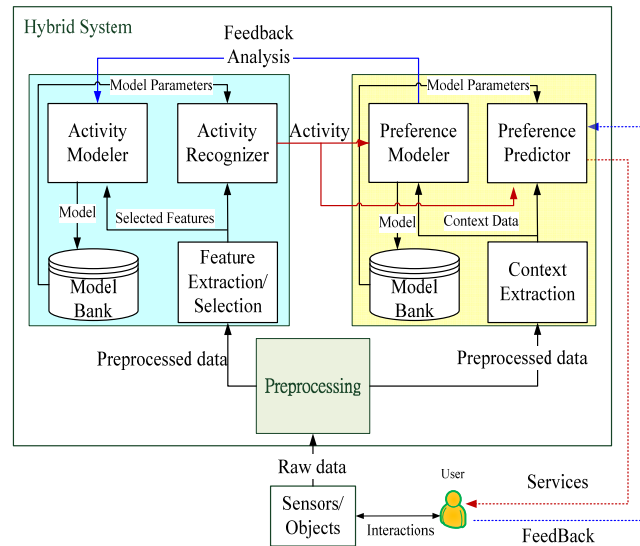 Hybrid System
Feedback
Analysis
Model Parameters
Model Parameters
Activity
Modeler
Activity
Recognizer
Activity
Preference
Modeler
Preference
Predictor
Model
Selected Features
Model
Context Data
Model
Bank
Feature
Extraction/
Selection
Model
Bank
Context
Extraction
Preprocessed data
Preprocessed data
Preprocessing
Raw data
User
Services
Sensors/
Objects
Interactions
FeedBack